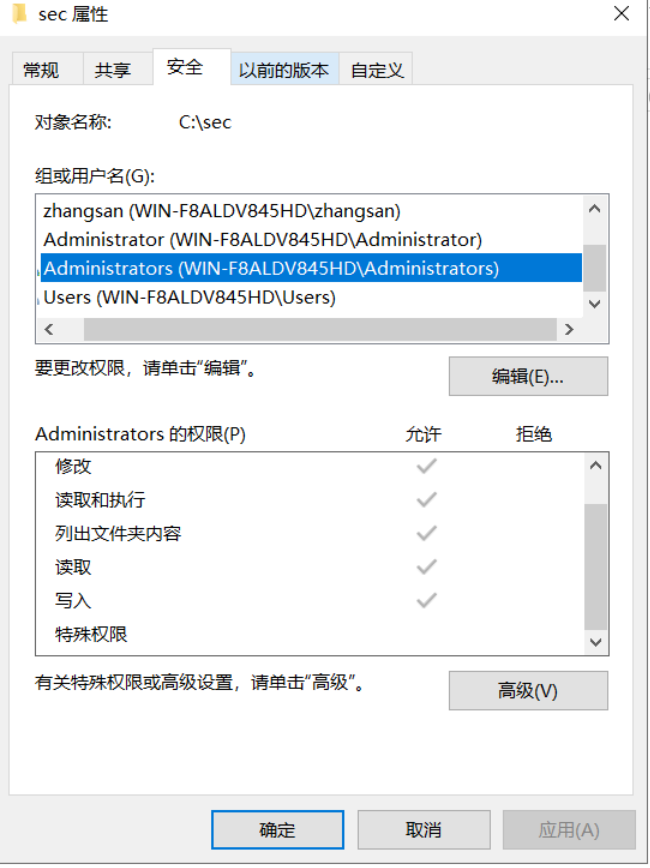 sec 属性
常规 共享 安全 以前的版本 自定义
对象名称: C:\sec
组或用户名(G):
zhangsan (WIN-F8ALDV845HD\zhangsan)
Administrator (WIN-F8ALDV845HD\Administrator)
Administrators (WIN-F8ALDV845HD\Administrators)
Users (WIN-F8ALDV845HD\Users)
要更改权限，请单击“编辑”。
编辑(E)...
Administrators 的权限(P) 允许 拒绝
修改
读取和执行
列出文件夹内容
读取
写入
特殊权限
有关特殊权限或高级设置，请单击“高级”。
高级(V)
确定 取消 应用(A)